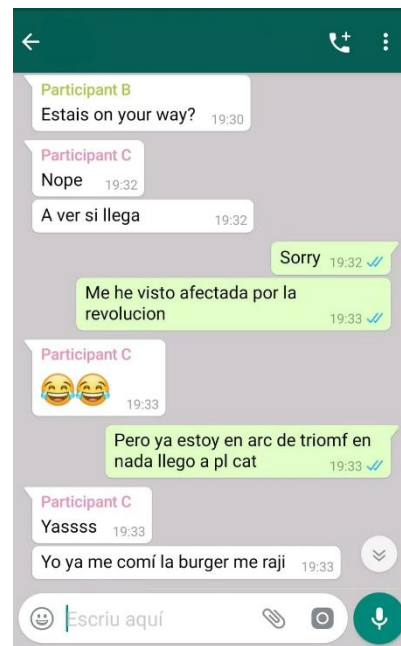 Participant B
Estais on your way? 19:30
Participant C
Nope 19:32
A ver si llega 19:32
Sorry 19:32
Me he visto afectada por la
revolucion 19:33
Participant C
😂😂 19:33
Pero ya estoy en arc de triomf en
nada llego a pl cat 19:33
Participant C
Yassss 19:33
Yo ya me comí la burger me raji 19:33
Escriu aquí